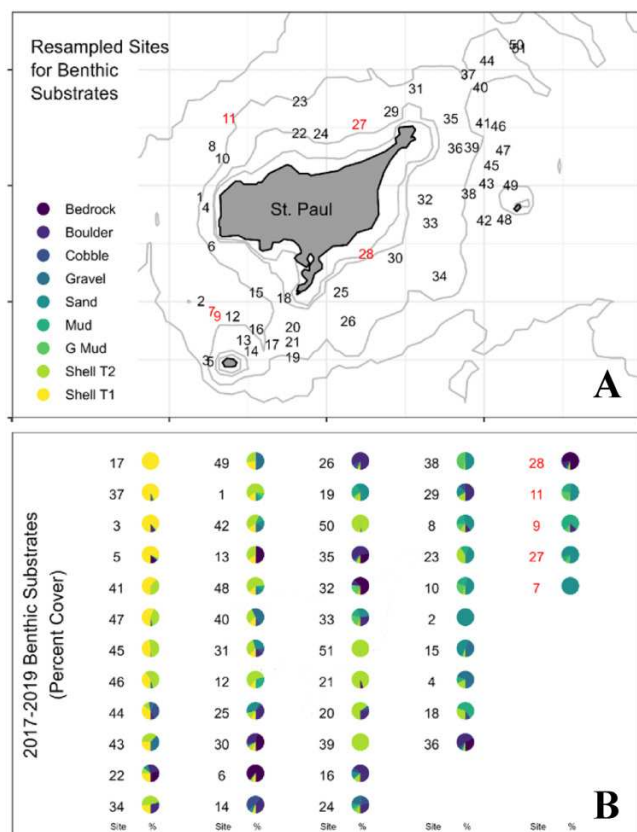 Resampled Sites
for Benthic
Substrates
50
51
44
37
40
31
23
11
27
29
35
41
46
22
24
8
10
36
39
47
45
43
49
1
4
St. Paul
32
38
33
42
48
6
28
30
34
2
15
18
25
7
9
12
26
16
20
13
17
21
14
19
3
5
Bedrock
Boulder
Cobble
Gravel
Sand
Mud
G Mud
Shell T2
Shell T1
A
2017-2019 Benthic Substrates
(Percent Cover)
17 49 26 38 28
37 1 19 29 11
3 42 50 8 9
5 13 35 23 27
41 48 32 10 7
47 40 33 2
45 31 51 15
46 12 21 4
44 25 20 18
43 30 39 36
22 6 16
34 14 24
Site % Site % Site % Site % Site %
B